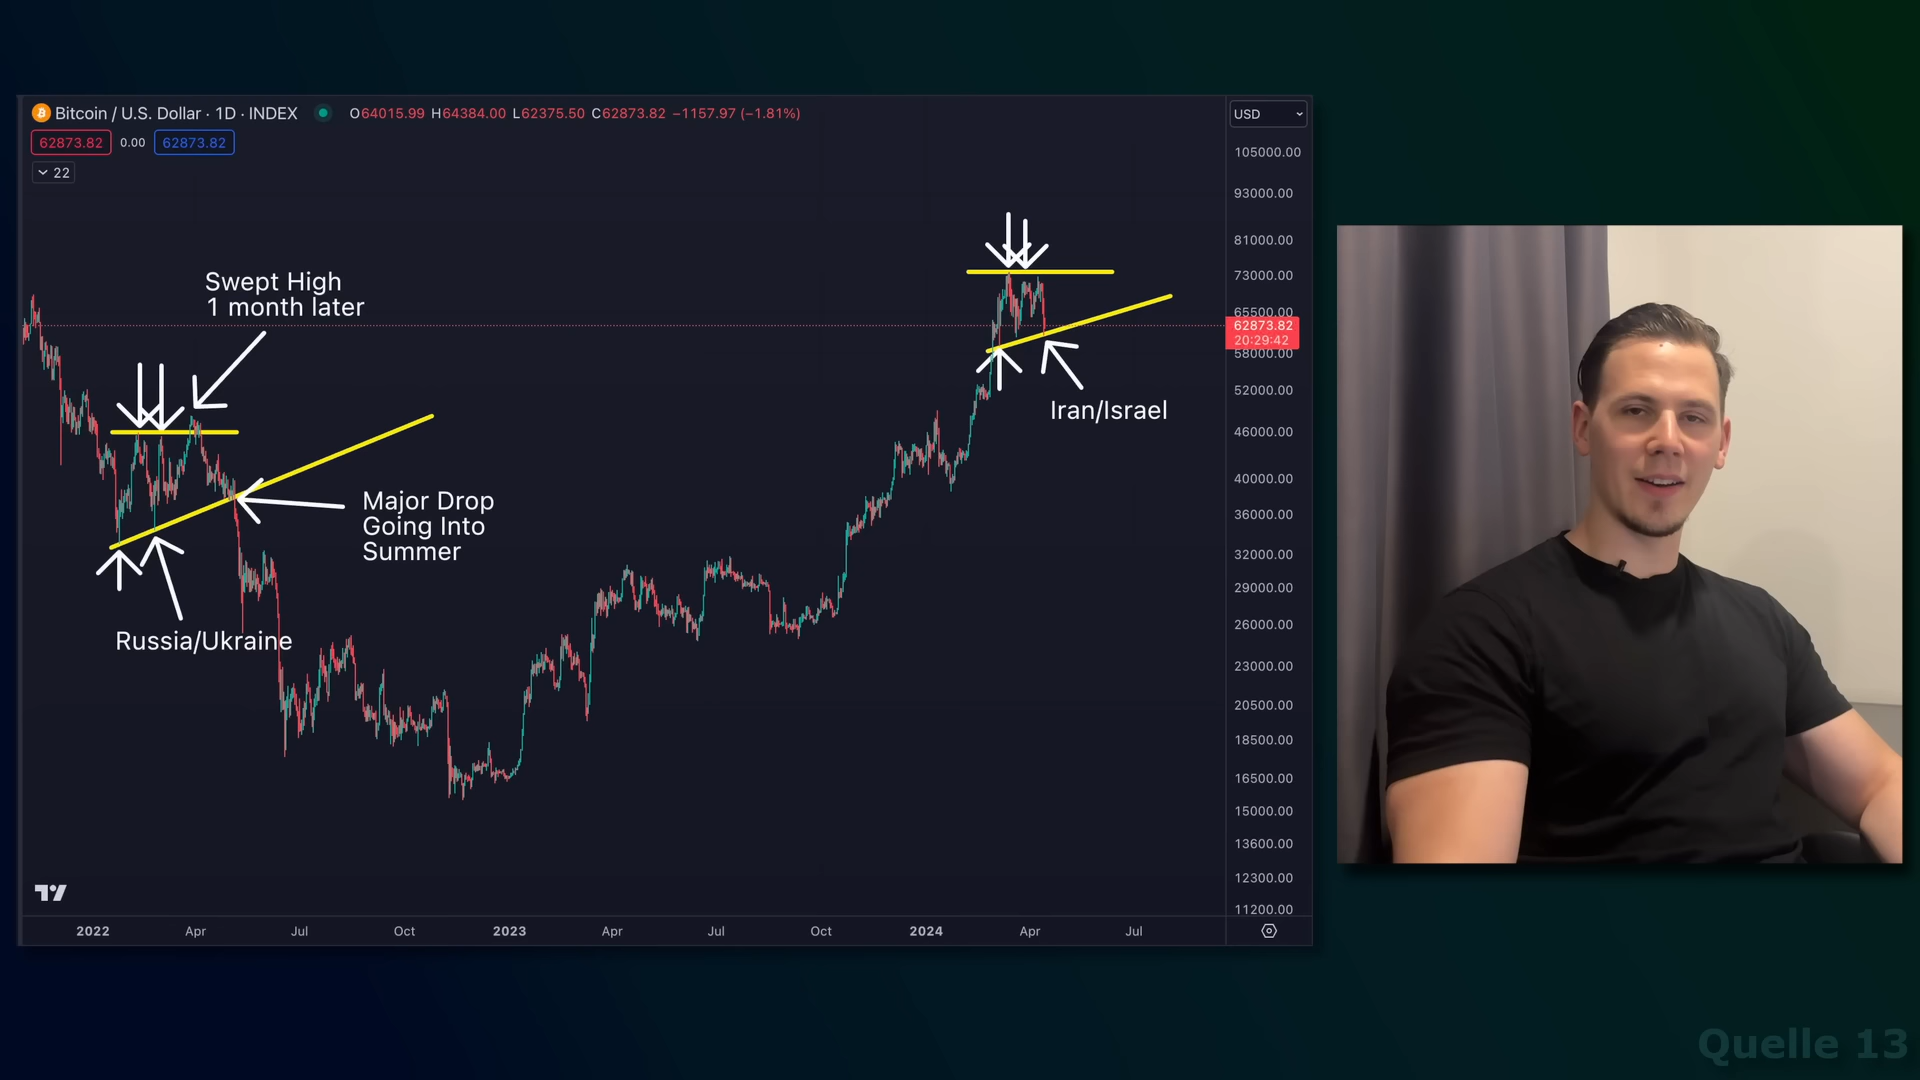 Bitcoin / U.S. Dollar · 1D · INDEX O64015.99 H64384.00 L62375.50 C62873.82 −1157.97 (−1.81%)
USD
62873.82 0.00 62873.82
22
105000.00
93000.00
81000.00
73000.00
65500.00
62873.82
20:29:42
58000.00
52000.00
46000.00
40000.00
36000.00
32000.00
29000.00
26000.00
23000.00
20500.00
18500.00
16500.00
15000.00
13600.00
12300.00
11200.00
Swept High
1 month later
Major Drop
Going Into
Summer
Russia/Ukraine
Iran/Israel
2022 Apr Jul Oct 2023 Apr Jul Oct 2024 Apr Jul
Quelle 13